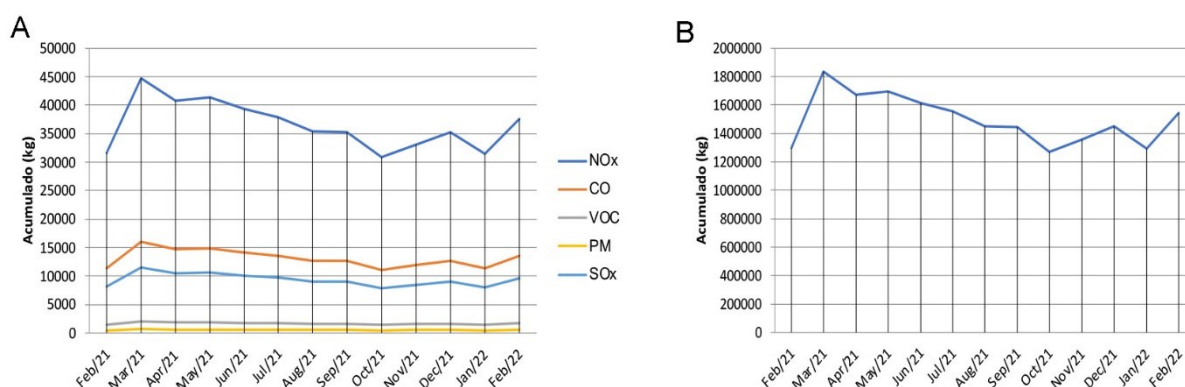 A
Acumulado (kg)
50000
45000
40000
35000
30000
25000
20000
15000
10000
5000
0
Feb/21
Mar/21
Apr/21
May/21
Jun/21
Jul/21
Aug/21
Sep/21
Oct/21
Nov/21
Dec/21
Jan/22
Feb/22
NOx
CO
VOC
PM
SOx
B
Acumulado (kg)
2000000
1800000
1600000
1400000
1200000
1000000
800000
600000
400000
200000
0
Feb/21
Mar/21
Apr/21
May/21
Jun/21
Jul/21
Aug/21
Sep/21
Oct/21
Nov/21
Dec/21
Jan/22
Feb/22